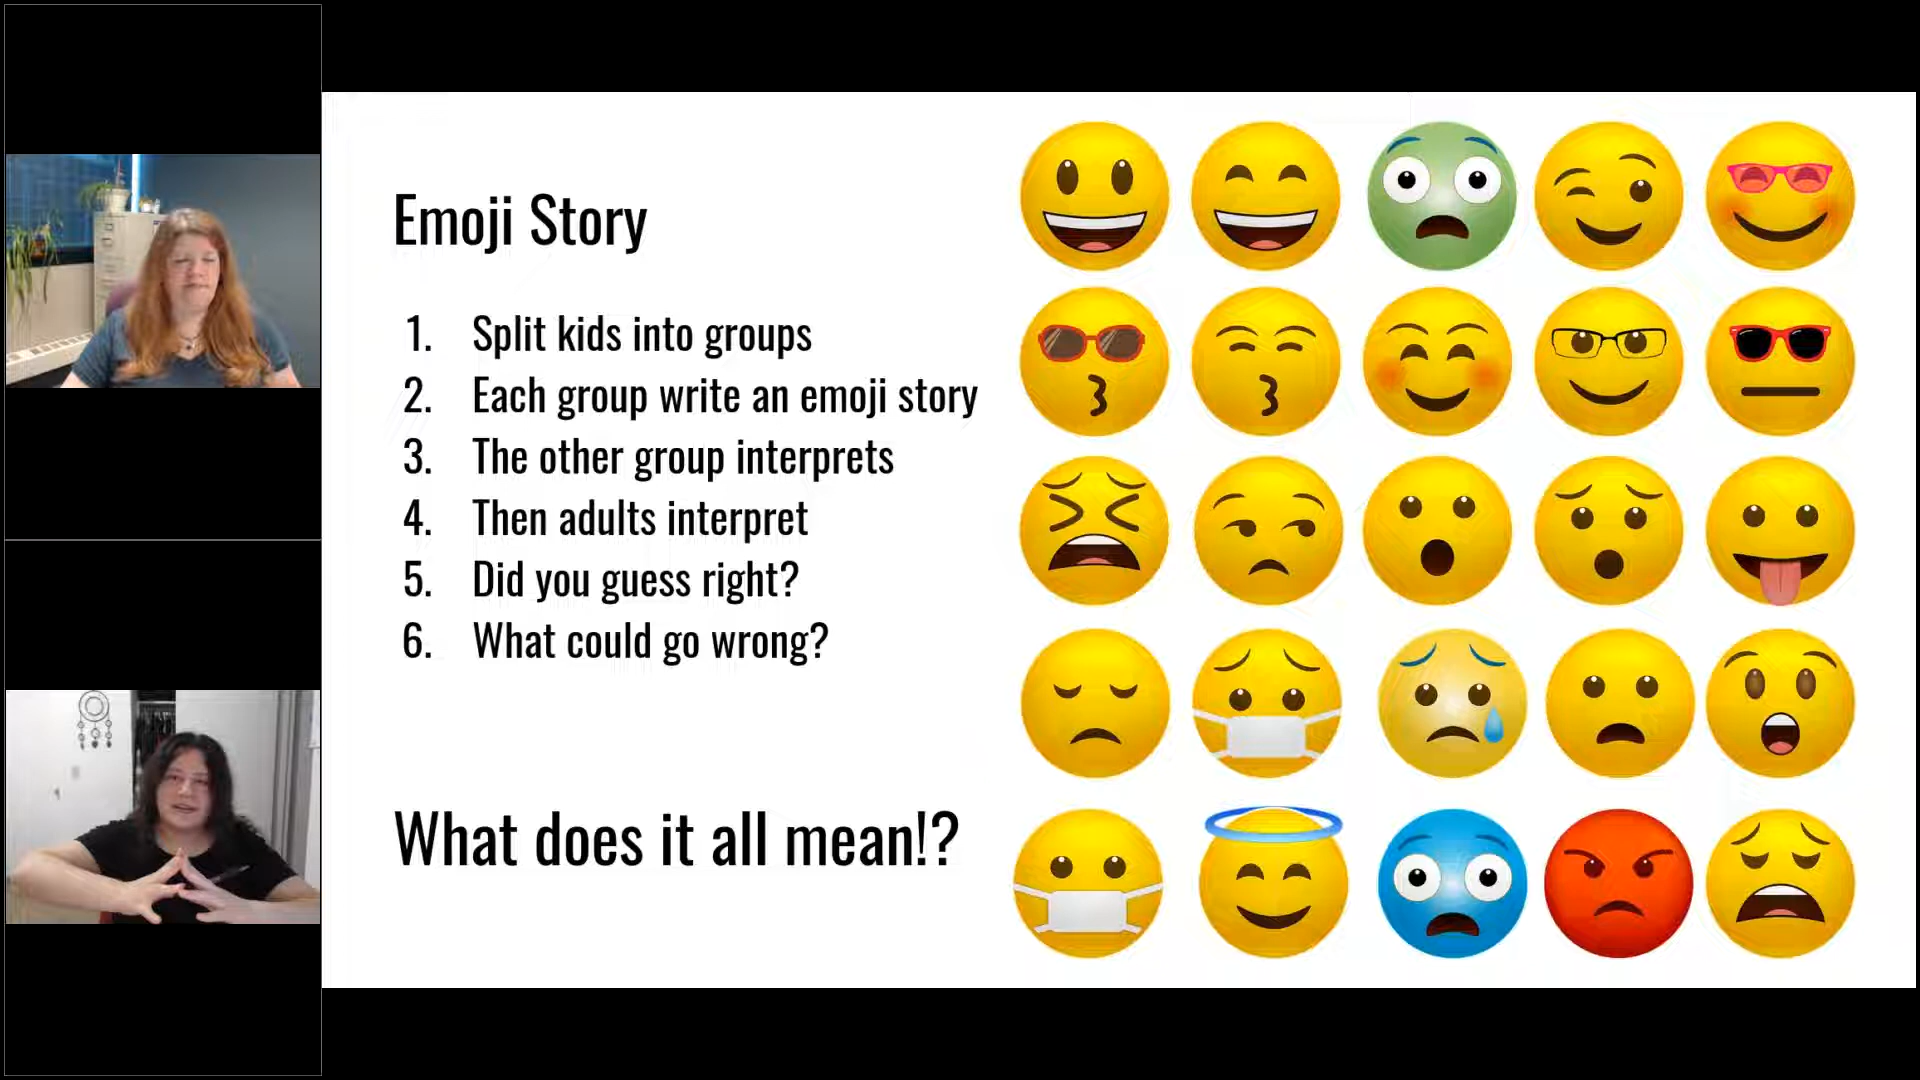 Emoji Story
1. Split kids into groups
2. Each group write an emoji story
3. The other group interprets
4. Then adults interpret
5. Did you guess right?
6. What could go wrong?
What does it all mean!?